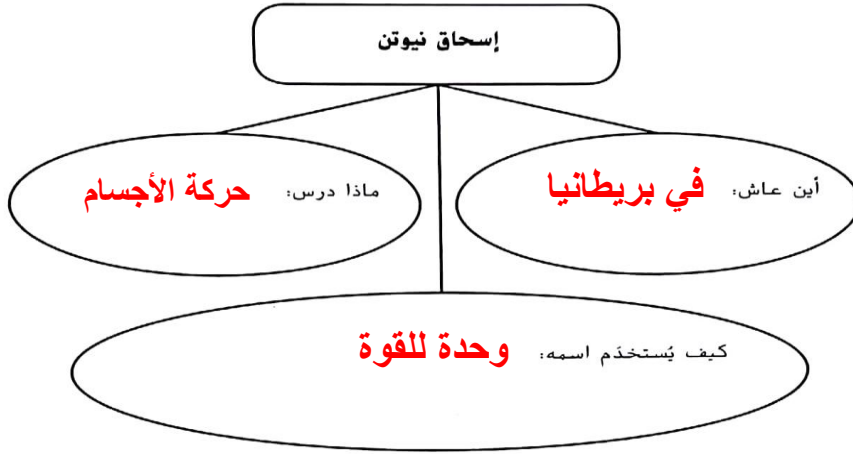 إسحاق نيوتن
أين عاش: في بريطانيا
ماذا درس: حركة الأجسام
كيف يُستخدَم اسمه: وحدة للقوة